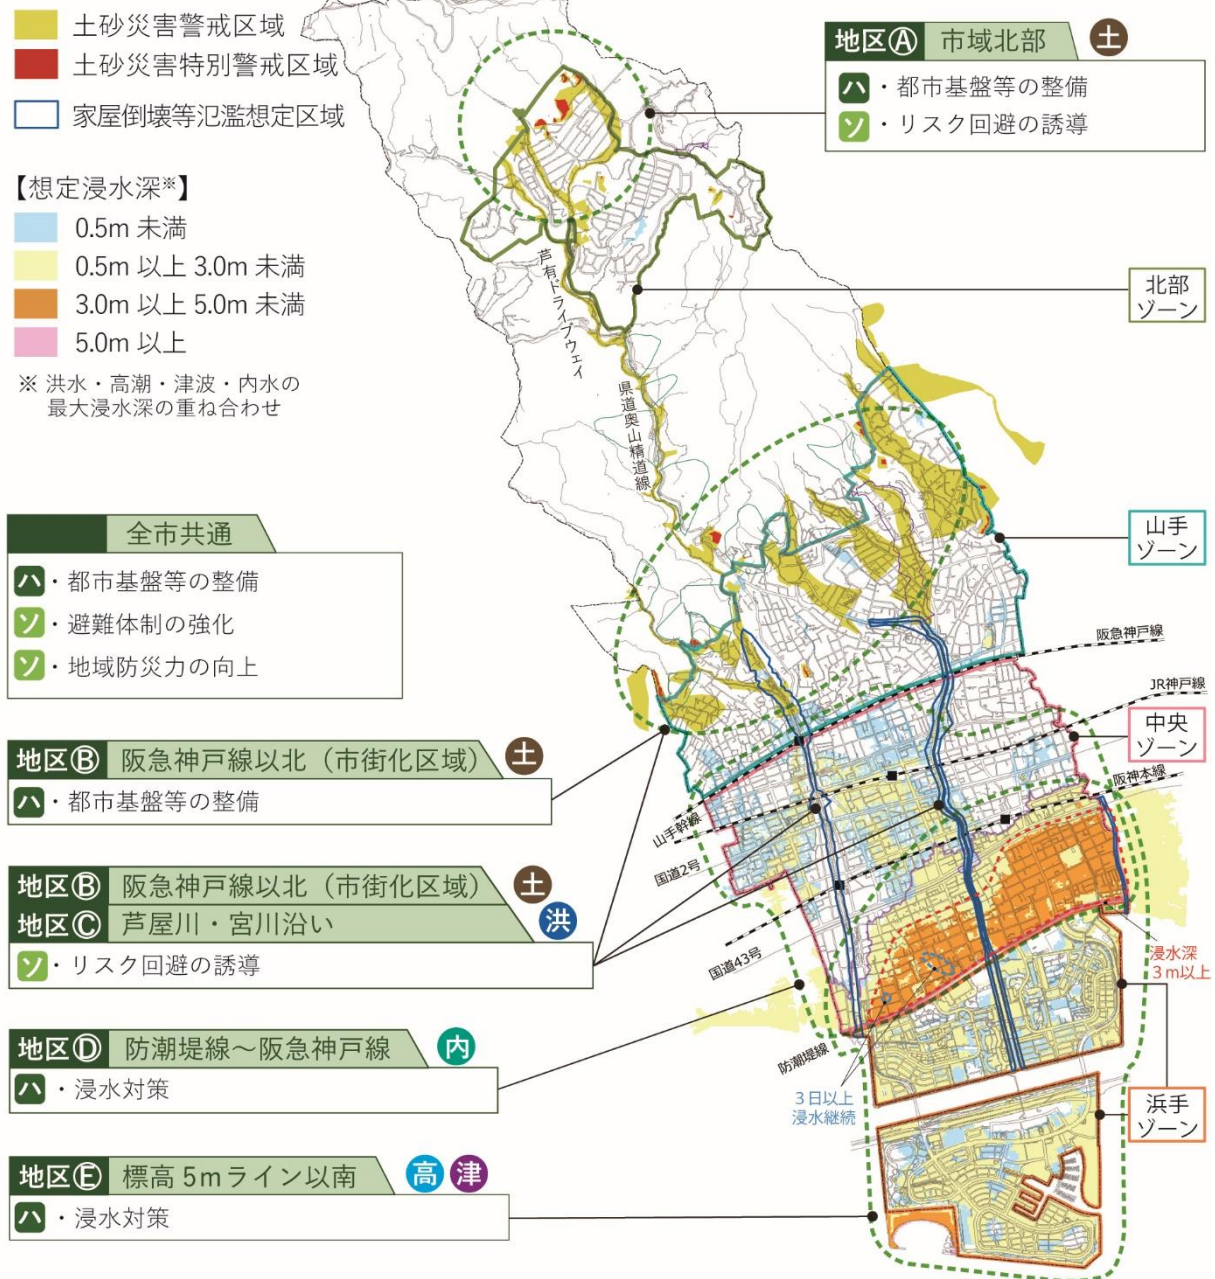 土砂災害警戒区域
土砂災害特別警戒区域
家屋倒壊等氾濫想定区域
【想定浸水深※】
0.5m 未満
0.5m 以上 3.0m 未満
3.0m 以上 5.0m 未満
5.0m 以上
※ 洪水・高潮・津波・内水の
最大浸水深の重ね合わせ
地区Ⓐ 市域北部 土
ハ ・都市基盤等の整備
ソ ・リスク回避の誘導
北部
ゾーン
芦有ドライブウェイ
県道奥山精道線
全市共通
ハ ・都市基盤等の整備
ソ ・避難体制の強化
ソ ・地域防災力の向上
山手
ゾーン
阪急神戸線
JR神戸線
中央
ゾーン
阪神本線
地区Ⓑ 阪急神戸線以北（市街化区域） 土
ハ ・都市基盤等の整備
山手幹線
国道2号
国道43号
地区Ⓑ 阪急神戸線以北（市街化区域） 土
地区Ⓒ 芦屋川・宮川沿い 洪
ソ ・リスク回避の誘導
浸水深
3m以上
地区Ⓓ 防潮堤線～阪急神戸線 内
ハ ・浸水対策
防潮堤線
3日以上
浸水継続
浜手
ゾーン
地区Ⓔ 標高 5mライン以南 高 津
ハ ・浸水対策